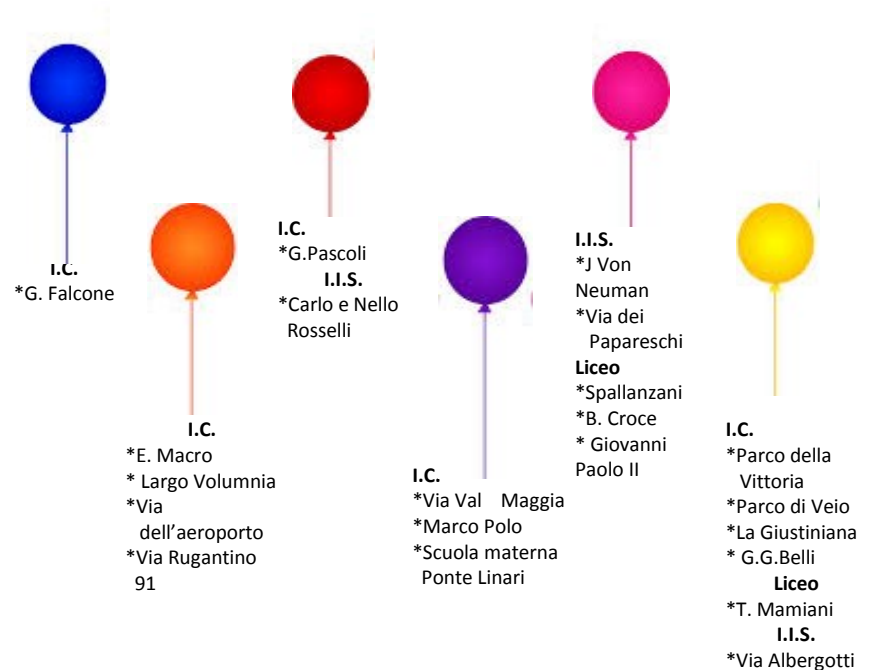 I.C.
*G. Falcone
I.C.
*E. Macro
* Largo Volumnia
*Via
dell'aeroporto
*Via Rugantino
91
I.C.
*G.Pascoli
I.I.S.
*Carlo e Nello
Rosselli
I.C.
*Via Val Maggia
*Marco Polo
*Scuola materna
Ponte Linari
I.I.S.
*J Von
Neuman
*Via dei
Papareschi
Liceo
*Spallanzani
*B. Croce
* Giovanni
Paolo II
I.C.
*Parco della
Vittoria
*Parco di Veio
*La Giustiniana
* G.G.Belli
Liceo
*T. Mamiani
I.I.S.
*Via Albergotti